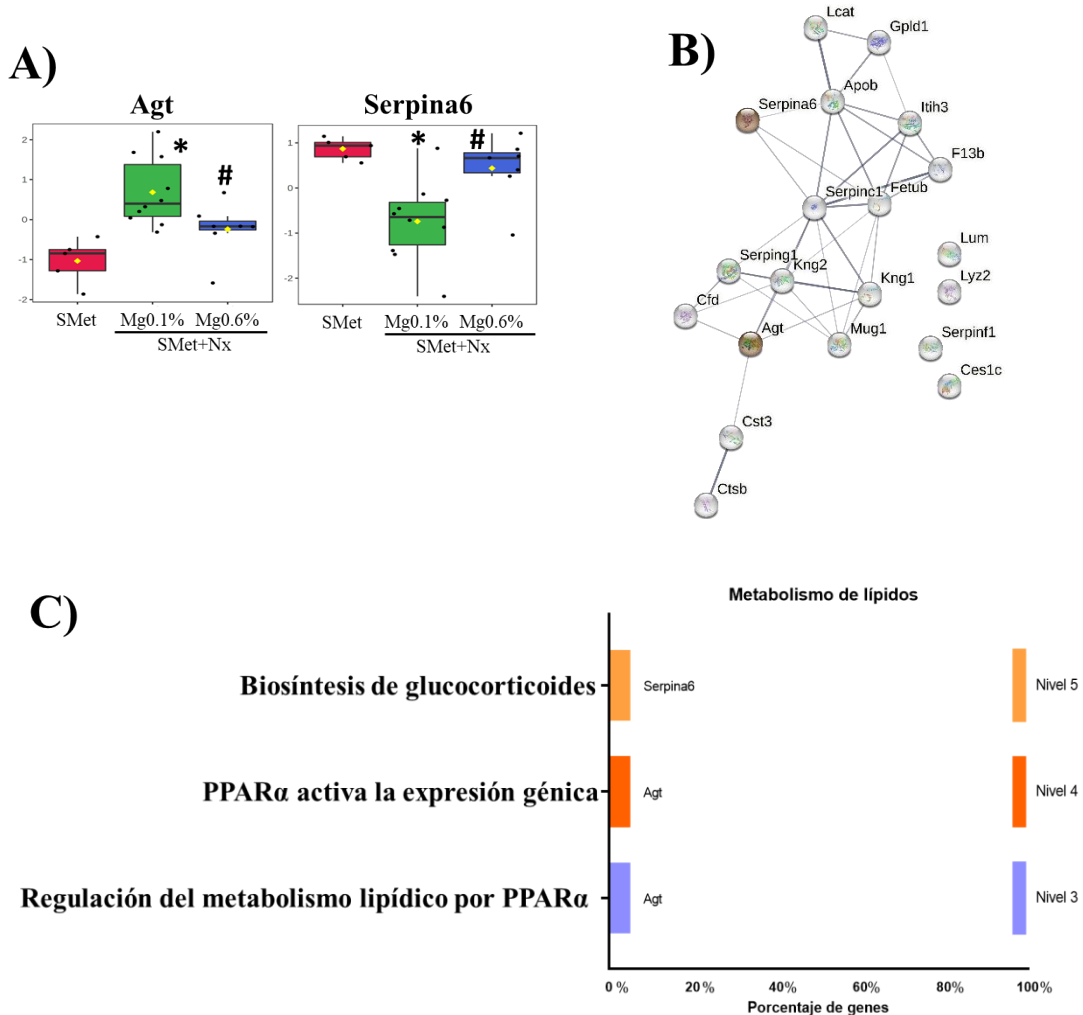 A)
Agt
Serpina6
2
1
0
-1
-2
*
#
1
0
-1
-2
*
#
SMet
Mg0.1%
Mg0.6%
SMet+Nx
SMet
Mg0.1%
Mg0.6%
SMet+Nx
B)
Lcat
Gpld1
Apob
Serpina6
Itih3
F13b
Serpinc1
Fetub
Lum
Serping1
Kng2
Kng1
Lyz2
Cfd
Agt
Mug1
Serpinf1
Ces1c
Cst3
Ctsb
C)
Metabolismo de lípidos
Biosíntesis de glucocorticoides
Serpina6
Nivel 5
PPARα activa la expresión génica
Agt
Nivel 4
Regulación del metabolismo lipídico por PPARα
Agt
Nivel 3
0 % 20 % 40 % 60% 80% 100%
Porcentaje de genes